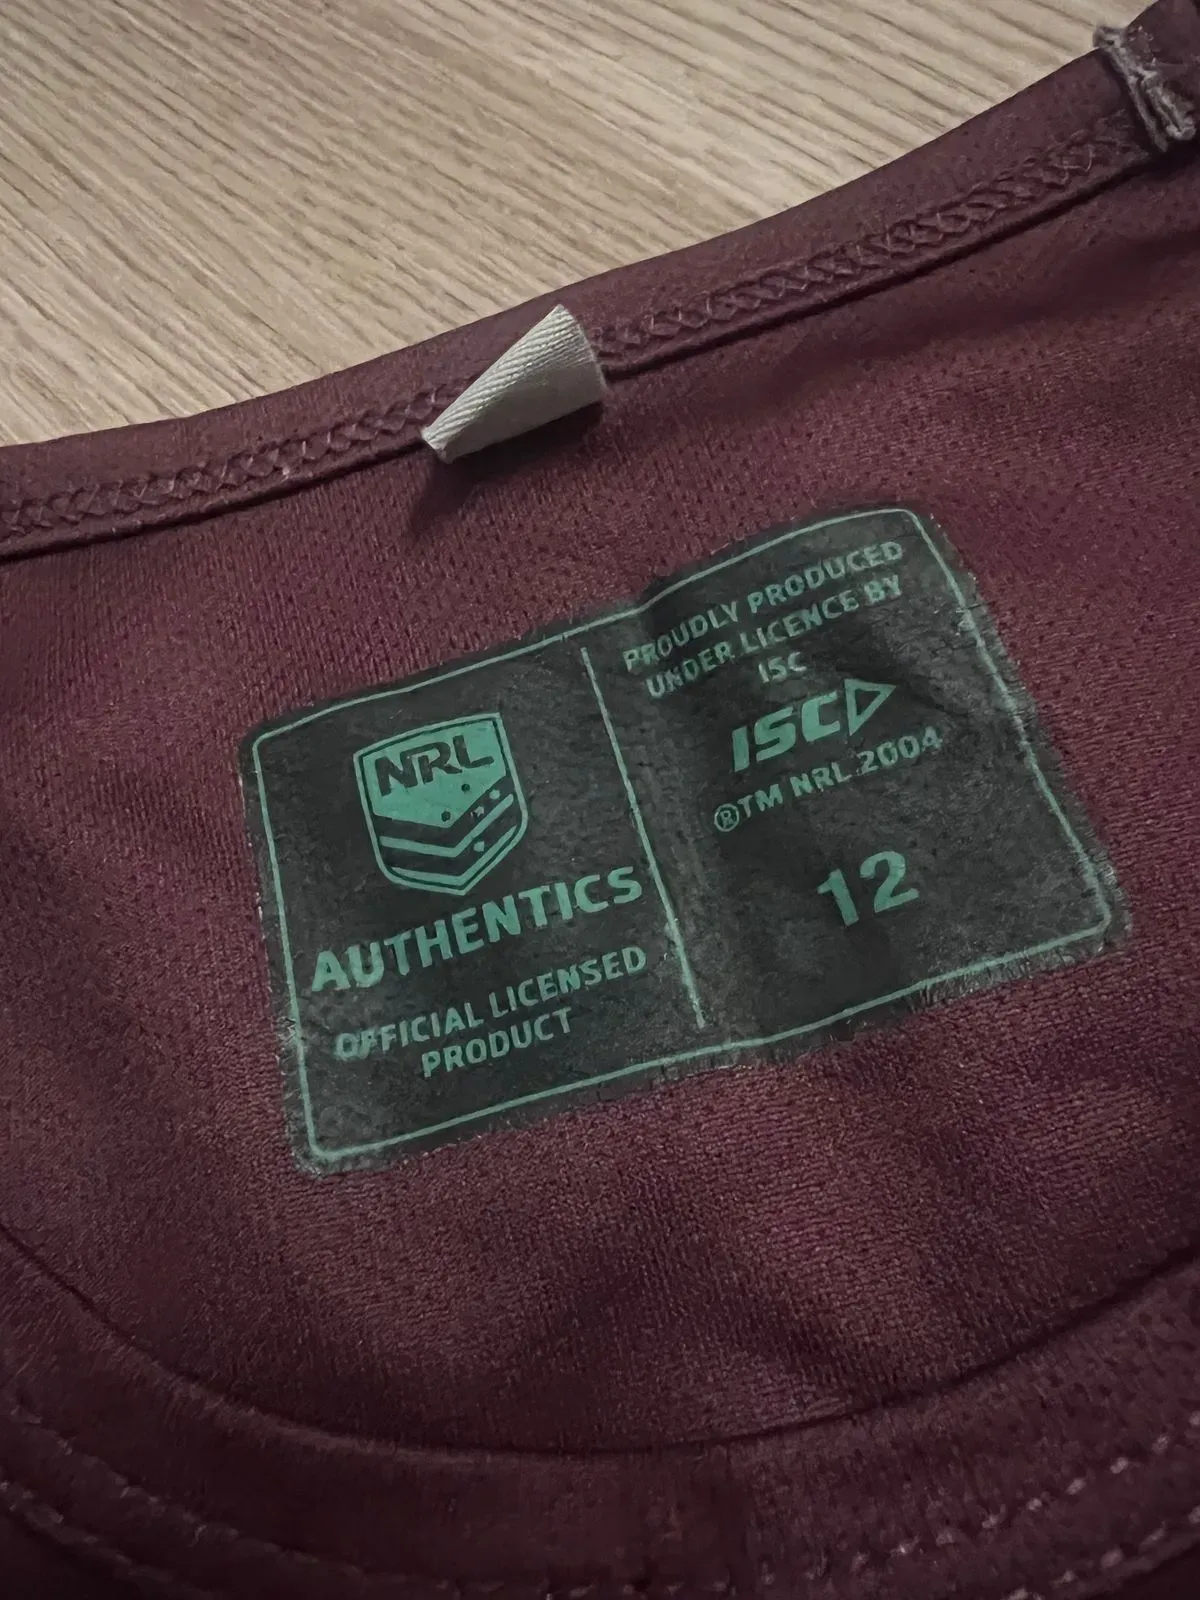 NRL
AUTHENTICS
OFFICIAL LICENSED
PRODUCT
PROUDLY PRODUCED
UNDER LICENCE BY
ISC
ISC
®TM NRL 2004
12